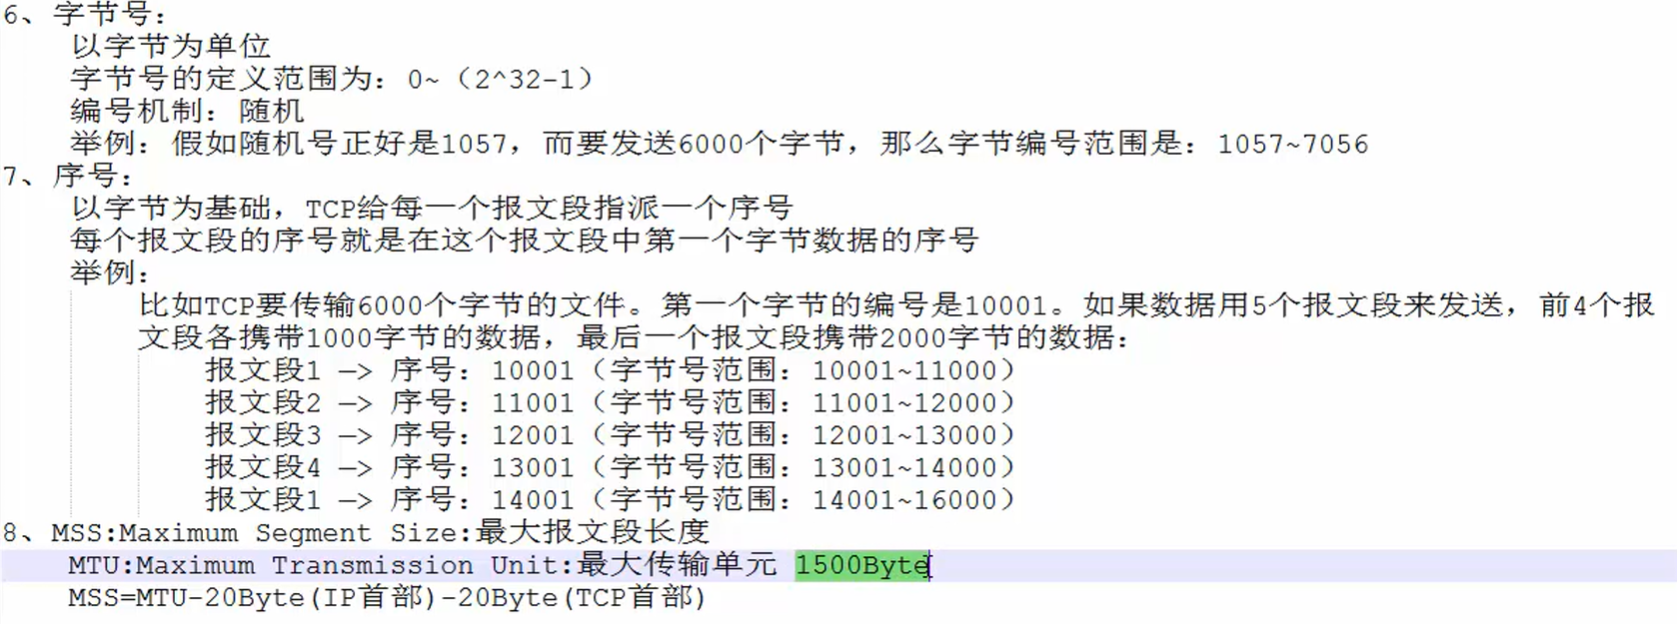 6、字节号：
以字节为单位
字节号的定义范围为：0~（2^32-1）
编号机制：随机
举例：假如随机号正好是1057，而要发送6000个字节，那么字节编号范围是：1057~7056
7、序号：
以字节为基础，TCP给每一个报文段指派一个序号
每个报文段的序号就是在这个报文段中第一个字节数据的序号
举例：
比如TCP要传输6000个字节的文件。第一个字节的编号是10001。如果数据用5个报文段来发送，前4个报
文段各携带1000字节的数据，最后一个报文段携带2000字节的数据：
报文段1 —> 序号：10001（字节号范围：10001~11000）
报文段2 —> 序号：11001（字节号范围：11001~12000）
报文段3 —> 序号：12001（字节号范围：12001~13000）
报文段4 —> 序号：13001（字节号范围：13001~14000）
报文段1 —> 序号：14001（字节号范围：14001~16000）
8、MSS:Maximum Segment Size:最大报文段长度
MTU:Maximum Transmission Unit:最大传输单元 1500Byte
MSS=MTU-20Byte(IP首部)-20Byte(TCP首部)